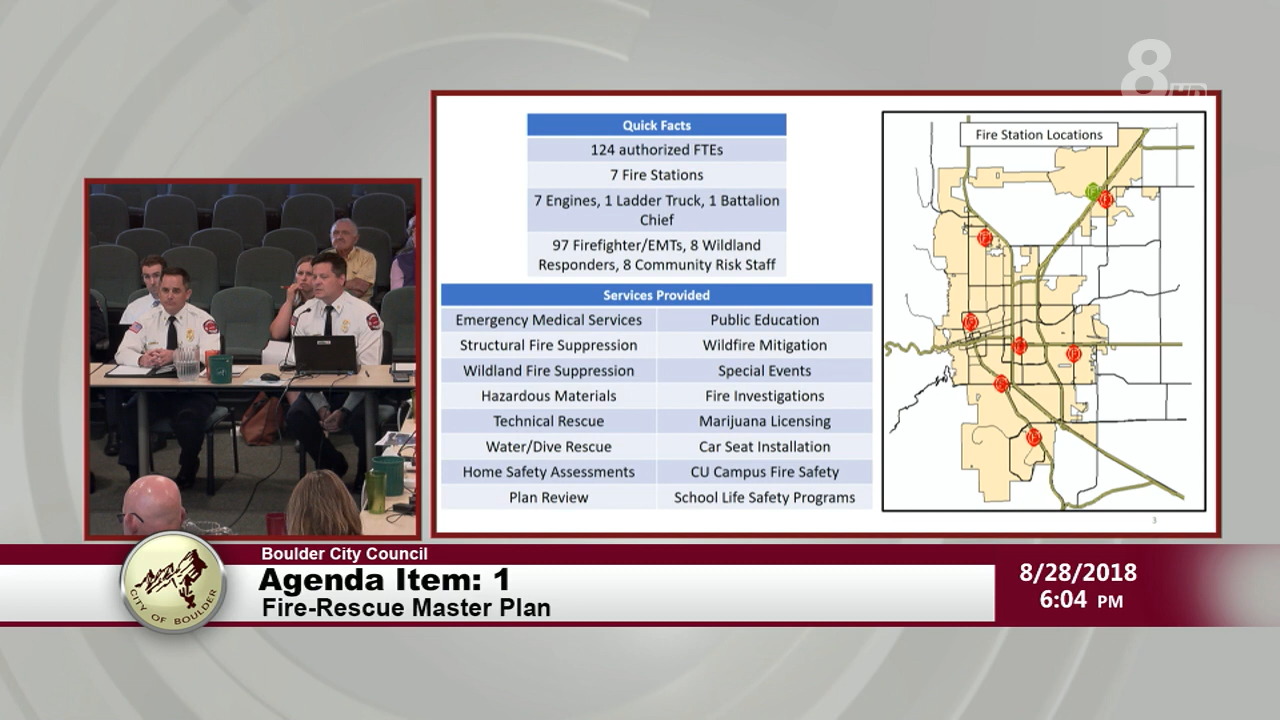 8
HD
Quick Facts
124 authorized FTEs
7 Fire Stations
7 Engines, 1 Ladder Truck, 1 Battalion
Chief
97 Firefighter/EMTs, 8 Wildland
Responders, 8 Community Risk Staff
Services Provided
Emergency Medical Services Public Education
Structural Fire Suppression Wildfire Mitigation
Wildland Fire Suppression Special Events
Hazardous Materials Fire Investigations
Technical Rescue Marijuana Licensing
Water/Dive Rescue Car Seat Installation
Home Safety Assessments CU Campus Fire Safety
Plan Review School Life Safety Programs
Fire Station Locations
3
Boulder City Council
Agenda Item: 1
Fire-Rescue Master Plan
CITY OF BOULDER
8/28/2018
6:04 PM